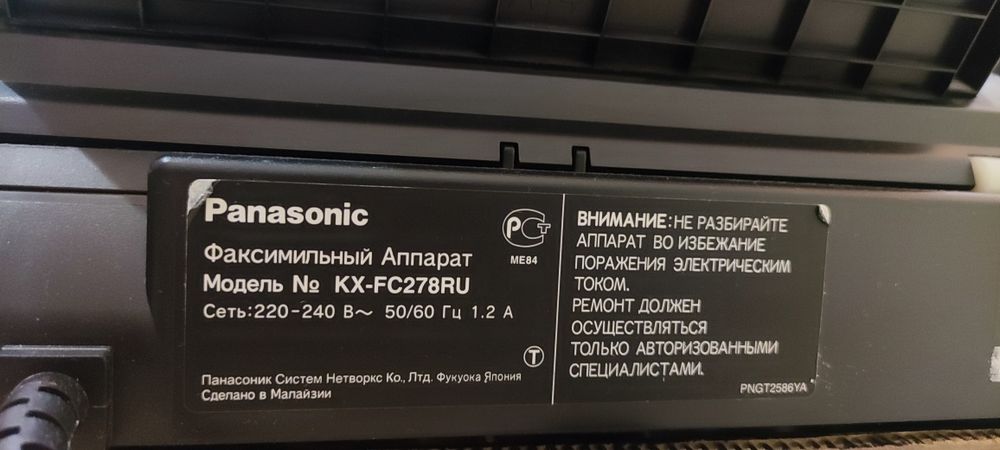 Panasonic
Факсимильный Аппарат
Модель № KX-FC278RU
Сеть:220-240 В~ 50/60 Гц 1.2 А
РСТ
МЕ84
T
Панасоник Систем Нетворкс Ко., Лтд. Фукуока Япония
Сделано в Малайзии
ВНИМАНИЕ: НЕ РАЗБИРАЙТЕ
АППАРАТ ВО ИЗБЕЖАНИЕ
ПОРАЖЕНИЯ ЭЛЕКТРИЧЕСКИМ
ТОКОМ.
РЕМОНТ ДОЛЖЕН
ОСУЩЕСТВЛЯТЬСЯ
ТОЛЬКО АВТОРИЗОВАННЫМИ
СПЕЦИАЛИСТАМИ.
PNGT2586YA